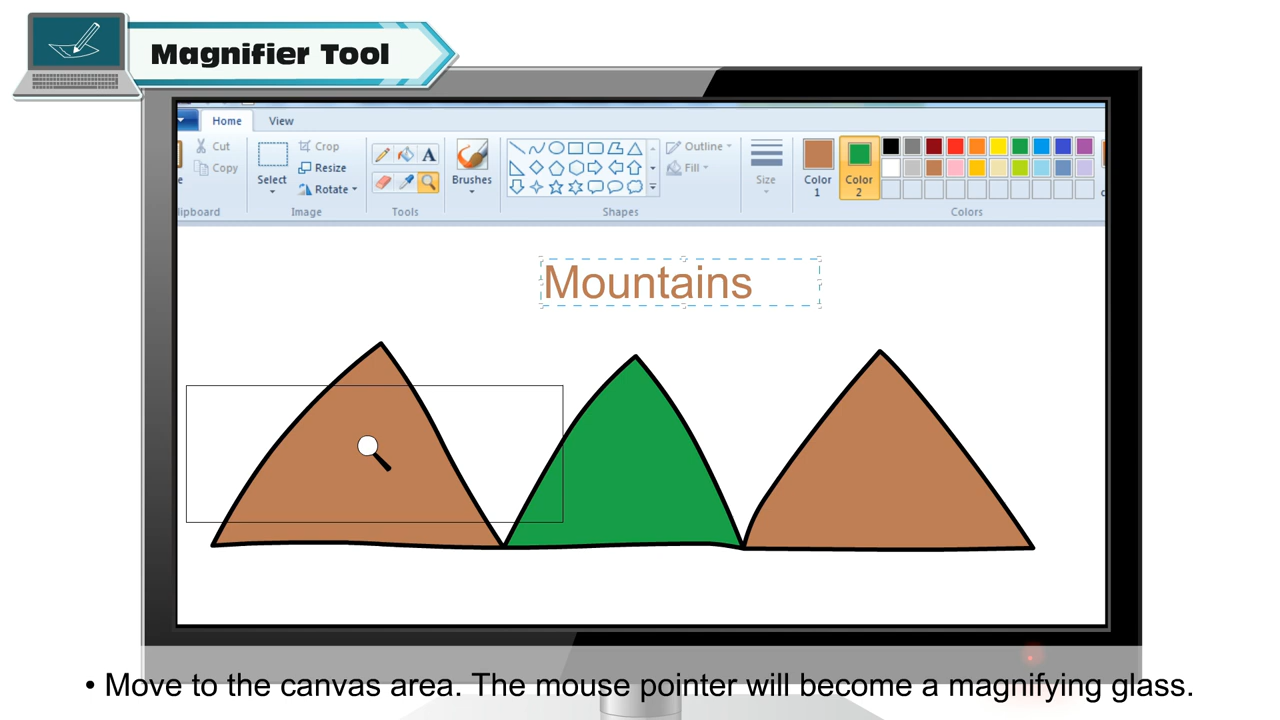 Magnifier Tool
Home View
Cut
Copy
Select
Crop
Resize
Rotate
Image
A
Tools
Brushes
Outline
Fill
Shapes
Size
Color 1
Color 2
Colors
Mountains
• Move to the canvas area. The mouse pointer will become a magnifying glass.